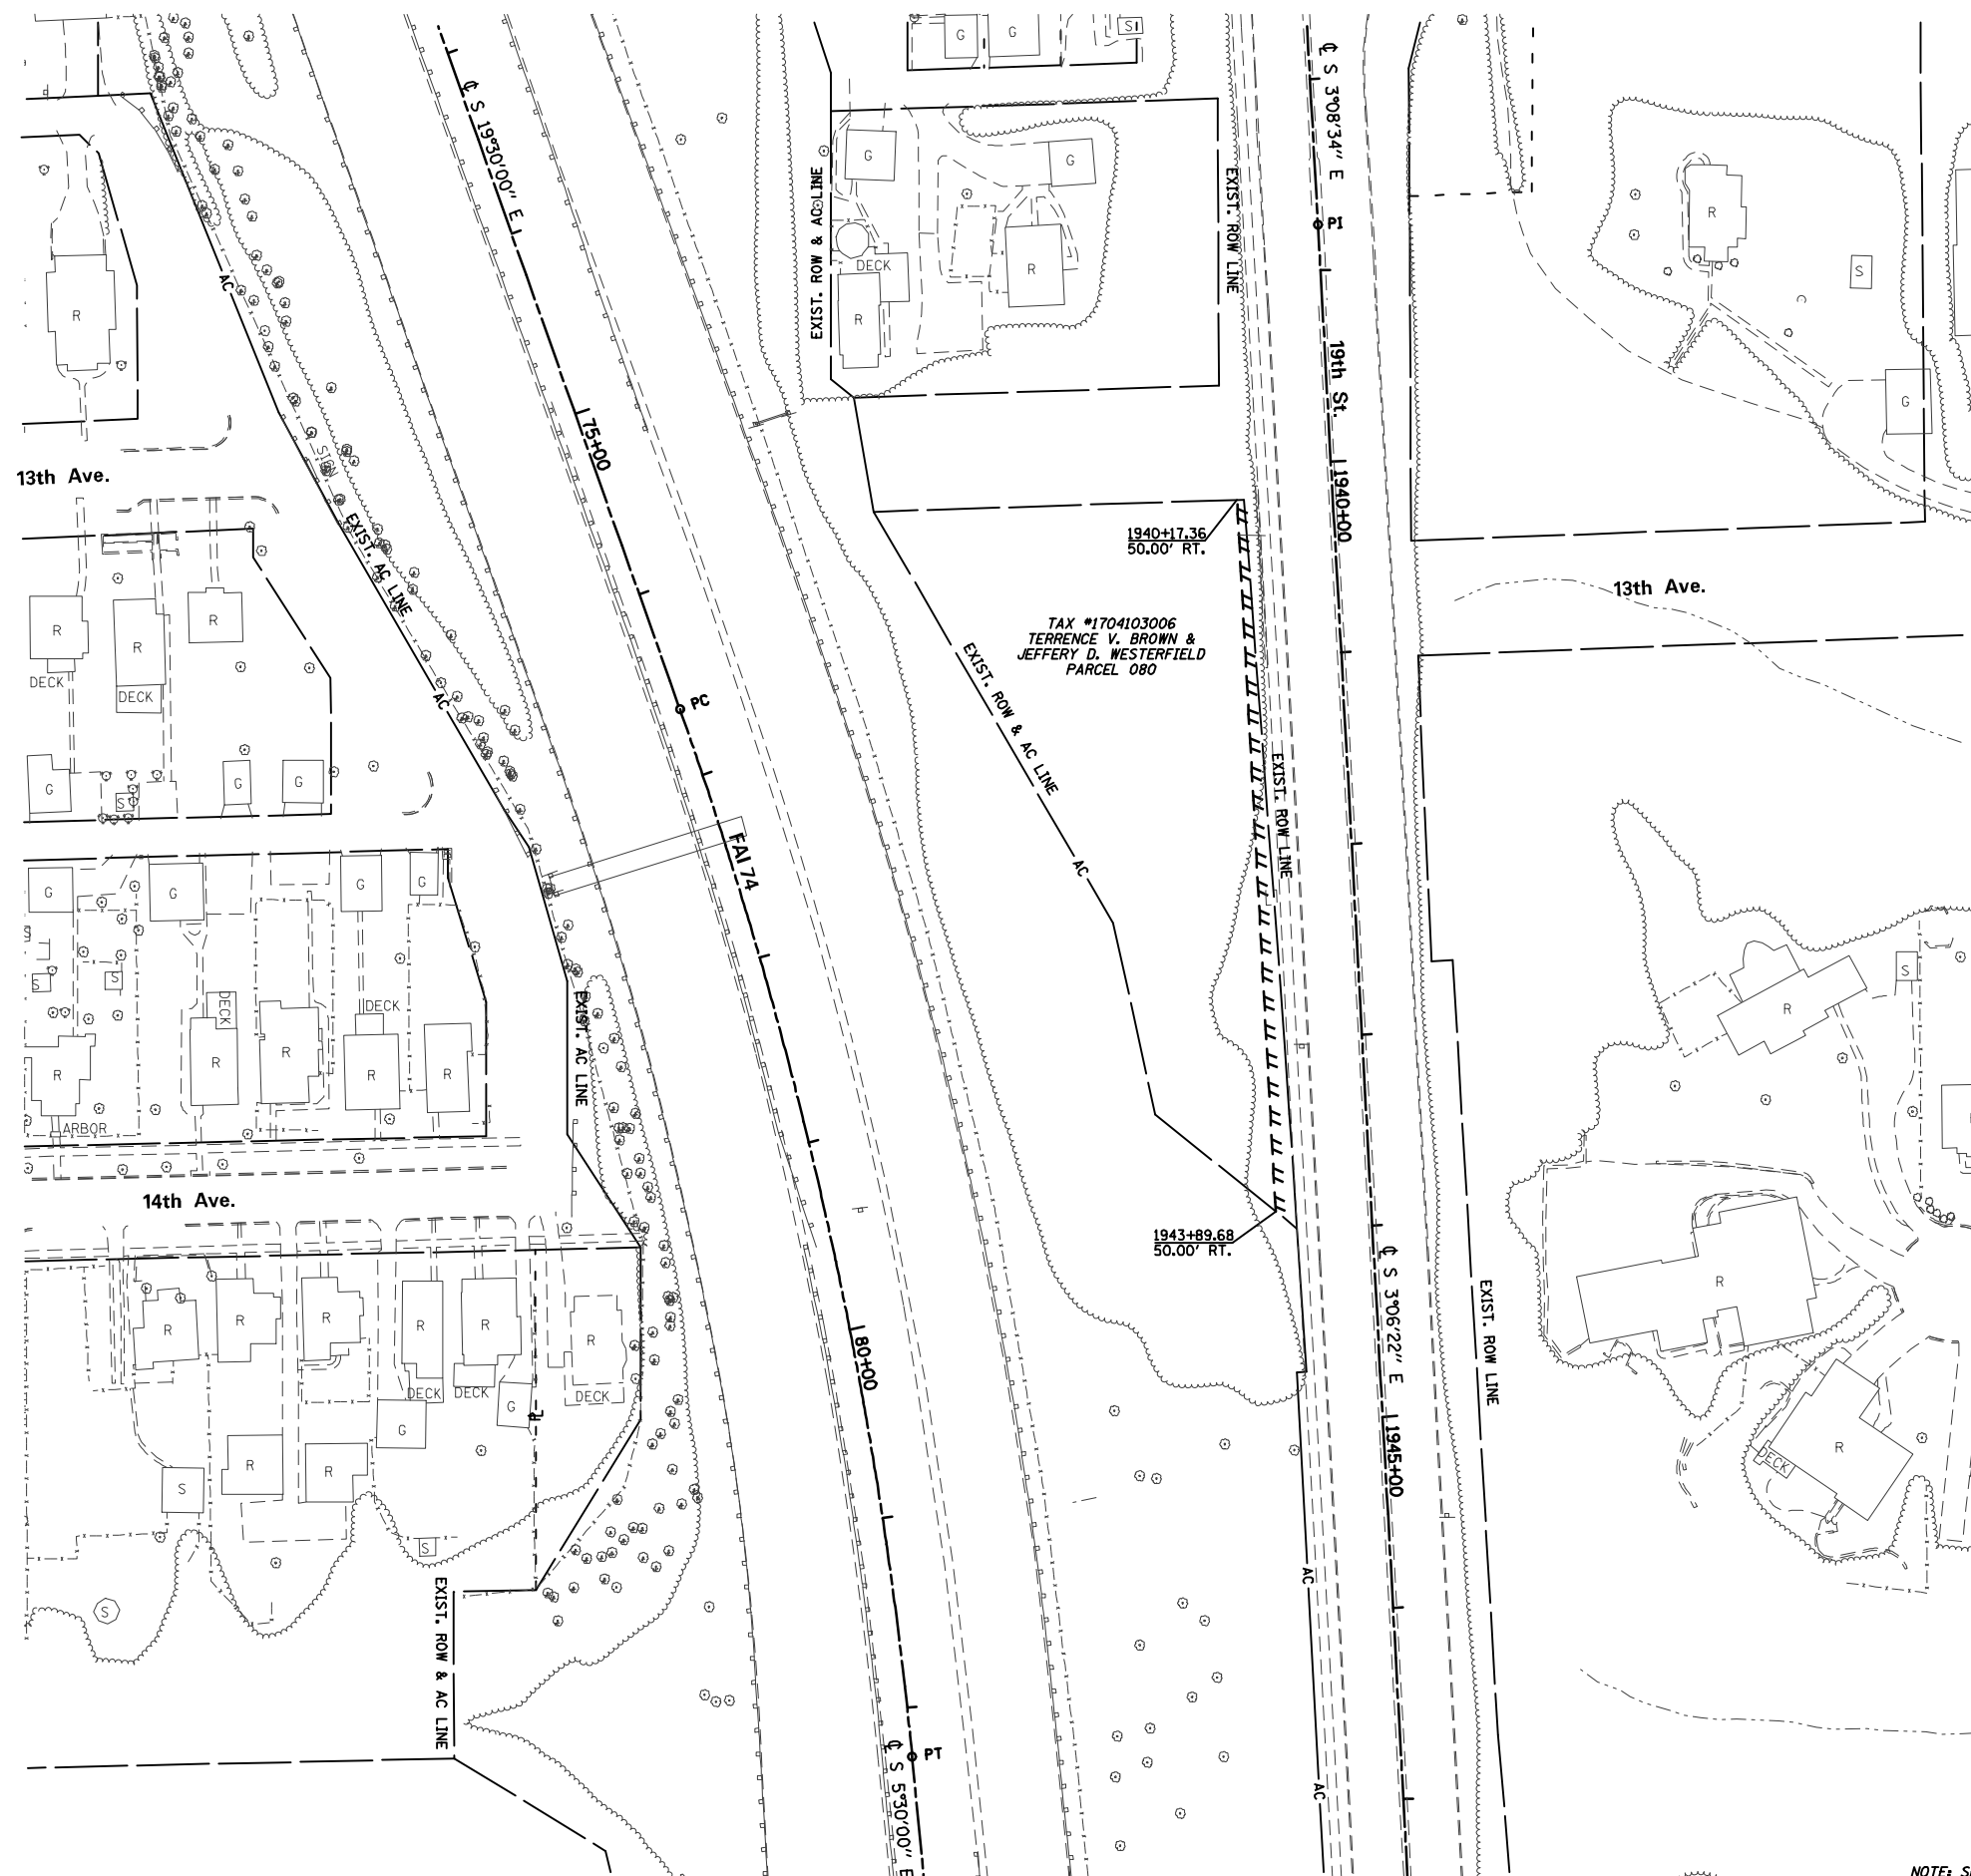 S
G
G
℄ S 3°08'34" E
℄ S 19°30'00" E
G
G
EXIST. ROW & AC LINE
EXIST. ROW LINE
R
PI
AC
DECK
R
S
R
R
19th St.
G
75+00
SIGN
13th Ave.
1940+00
EXIST. AC LINE
1940+17.36
50.00' RT.
13th Ave.
R
R
R
TAX #1704103006
TERRENCE V. BROWN &
JEFFERY D. WESTERFIELD
PARCEL 080
EXIST. ROW & AC LINE
DECK
DECK
AC
PC
EXIST. ROW LINE
G
S
G
G
FAI 74
AC
G
G
G
G
S
S
S
S
DECK
DECK
EXIST. AC LINE
R
R
R
R
R
R
ARBOR
14th Ave.
1943+89.68
50.00' RT.
℄ S 3°06'22" E
EXIST. ROW LINE
R
R
R
R
R
R
R
R
80+00
DECK
DECK
DECK
G
G
PL
1945+00
R
DECK
R
R
S
S
S
AC
EXIST. ROW & AC LINE
PT
℄ S 5°30'00" E
AC
NOTE: S